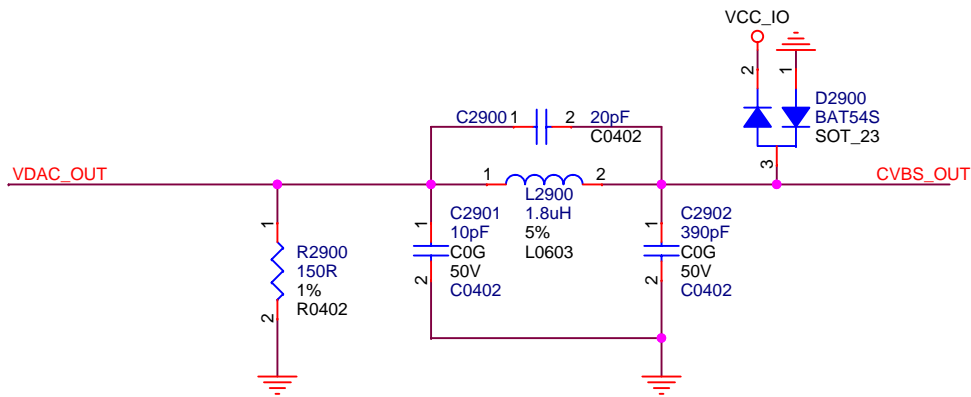 VCC_IO
2
1
D2900
BAT54S
SOT_23
3
C2900
1
2
20pF
C0402
VDAC_OUT
CVBS_OUT
1
2
L2900
1.8uH
5%
L0603
1
2
R2900
150R
1%
R0402
1
2
C2901
10pF
C0G
50V
C0402
1
2
C2902
390pF
C0G
50V
C0402